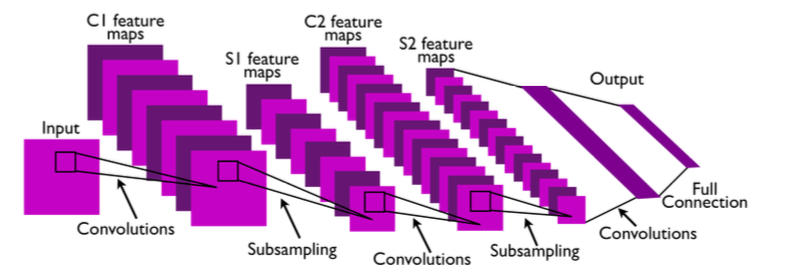 C1 feature
maps
S1 feature
maps
C2 feature
maps
S2 feature
maps
Output
Input
Convolutions
Subsampling
Convolutions
Subsampling
Convolutions
Full
Connection